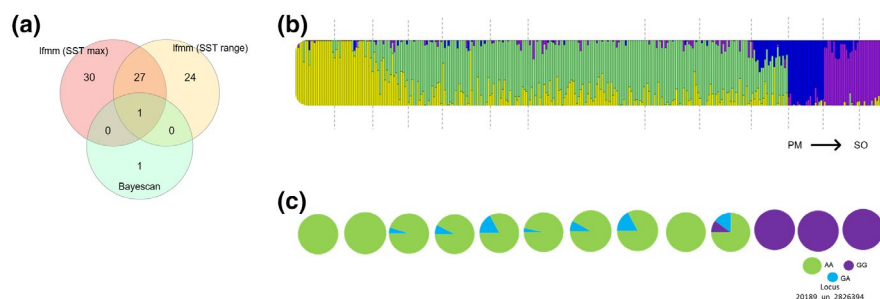 (a)
lfmm (SST max)
lfmm (SST range)
30
27
24
1
0
0
1
Bayescan
(b)
PM
SO
(c)
AA
GG
GA
Locus
20189_un_2826394